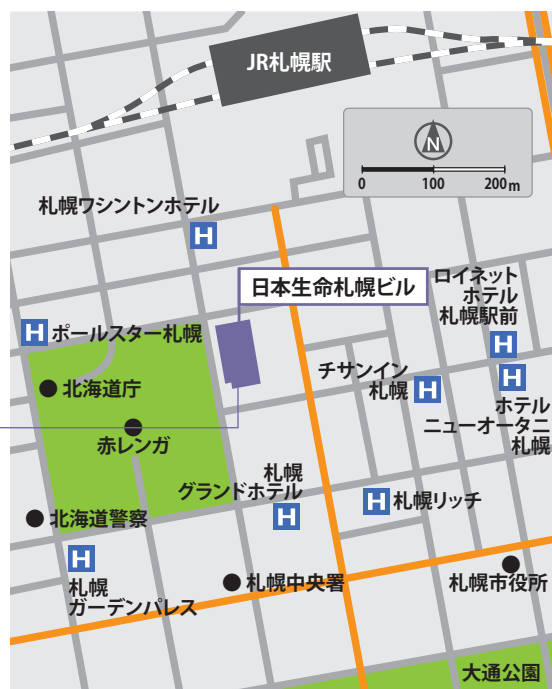 JR札幌駅
N
0 100 200m
札幌ワシントンホテル
H
日本生命札幌ビル
ロイネット
ホテル
札幌駅前
H
H ポールスター札幌
チサンイン
札幌 H
H
ホテル
ニューオータニ
札幌
北海道庁
赤レンガ
札幌
グランドホテル
H
H 札幌リッチ
北海道警察
H
札幌
ガーデンパレス
札幌中央署
札幌市役所
大通公園